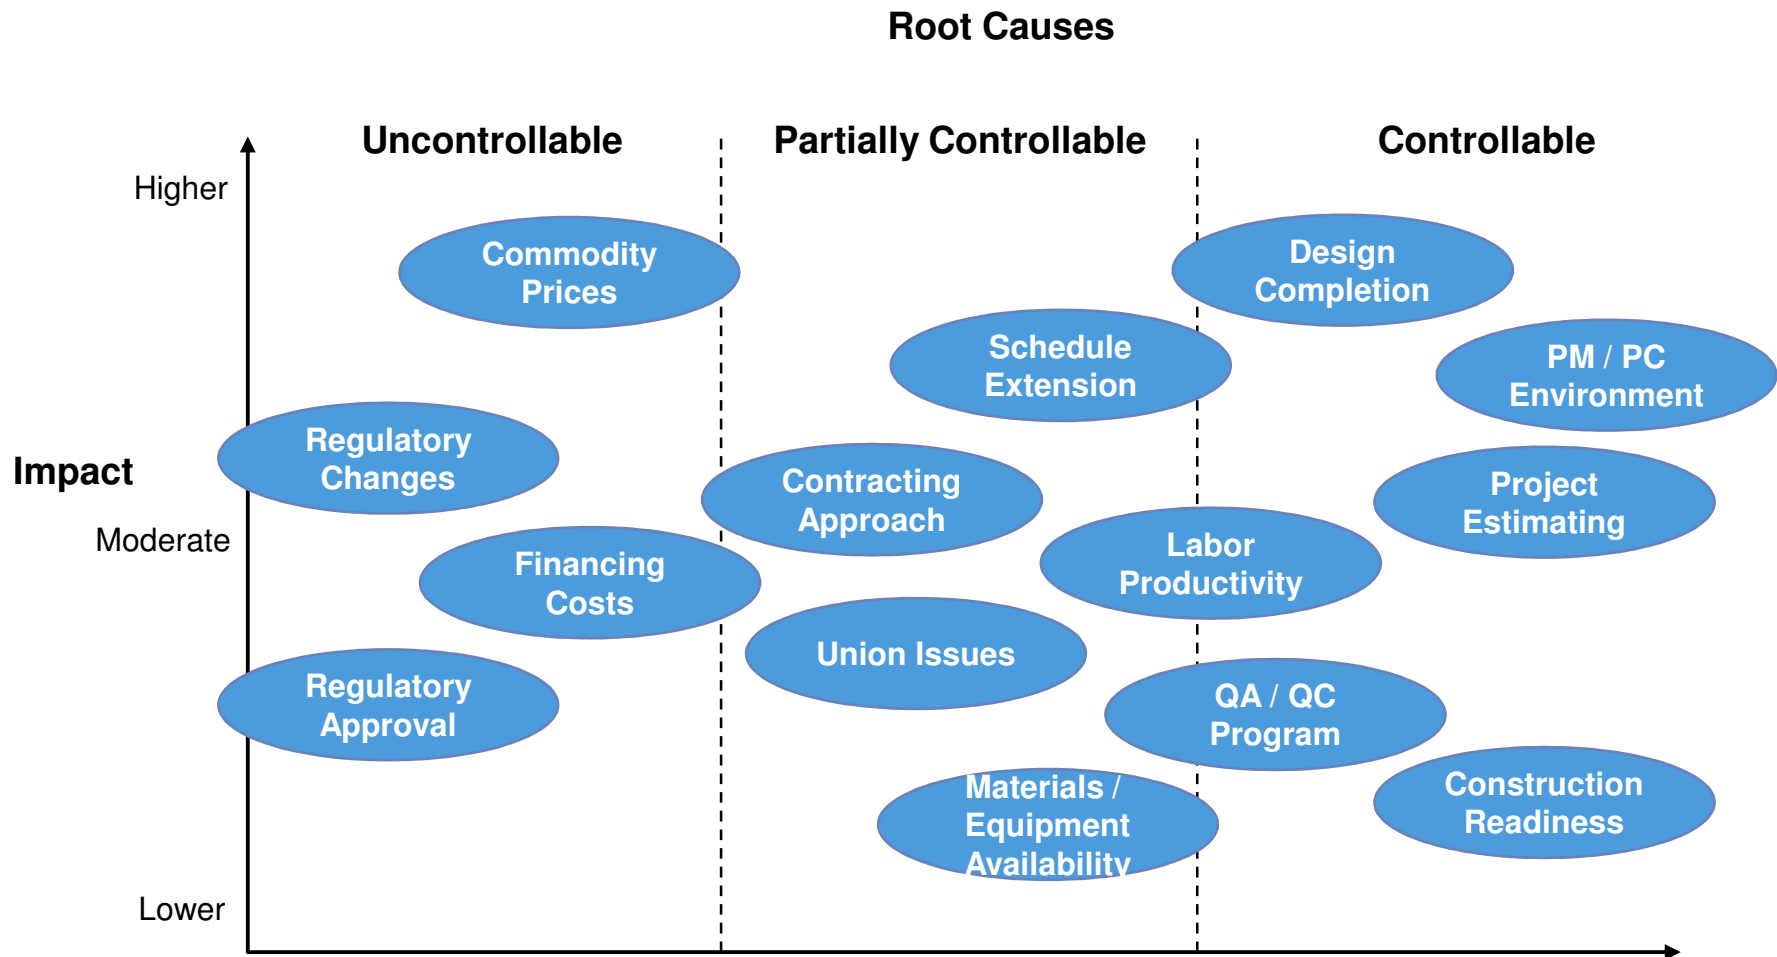 Root Causes
Uncontrollable
Partially Controllable
Controllable
Higher
Commodity
Prices
Design
Completion
Schedule
Extension
PM / PC
Environment
Regulatory
Changes
Impact
Contracting
Approach
Project
Estimating
Moderate
Financing
Costs
Labor
Productivity
Union Issues
Regulatory
Approval
QA / QC
Program
Materials /
Equipment
Availability
Construction
Readiness
Lower